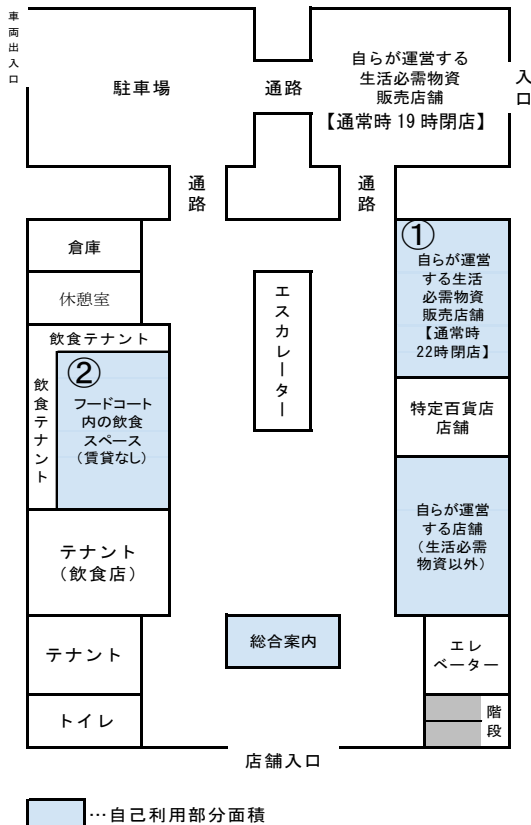 車両出入口
駐車場
通路
自らが運営する
生活必需物資
販売店舗
【通常時 19 時閉店】
入口
通路
通路
倉庫
休憩室
飲食テナント
飲食テナント
②
フードコート
内の飲食
スペース
（賃貸なし）
テナント
（飲食店）
テナント
トイレ
エスカレーター
総合案内
①
自らが運営
する生活
必需物資
販売店舗
【通常時
22時閉店】
特定百貨店
店舗
自らが運営
する店舗
（生活必需
物資以外）
エレ
ベーター
階段
店舗入口
…自己利用部分面積